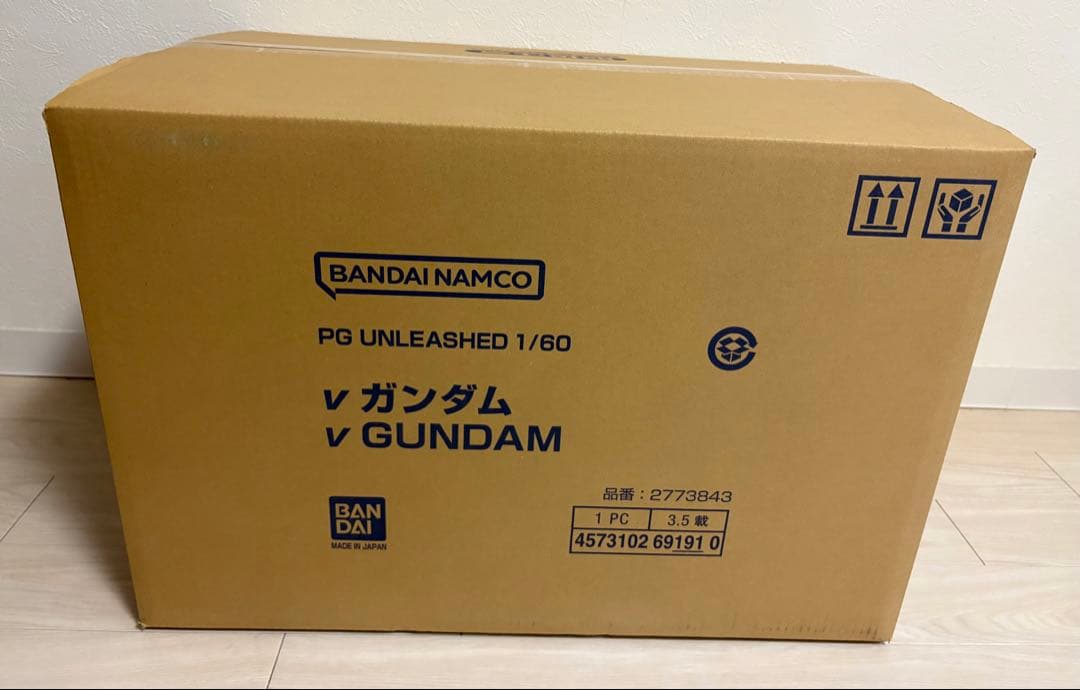 BANDAI NAMCO
PG UNLEASHED 1/60
ν ガンダム
ν GUNDAM
品番：2773843
1 PC 3.5 載
4573102 69191 0
BAN
DAI
MADE IN JAPAN